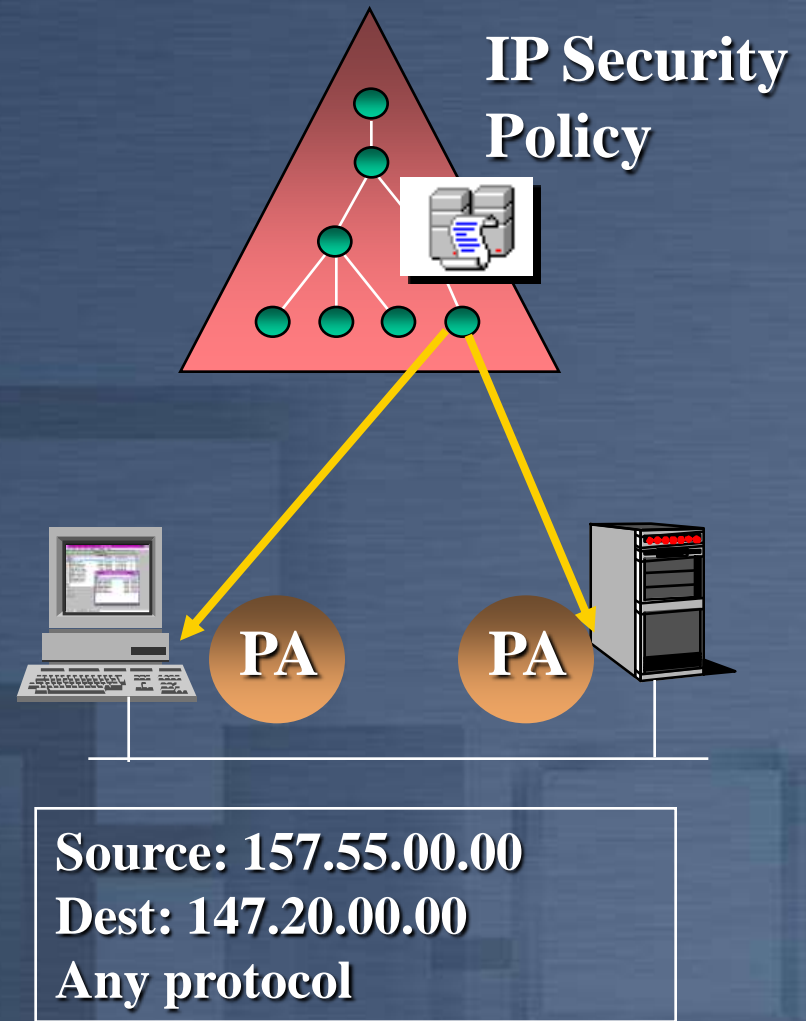 IP Security
Policy
PA
PA
Source: 157.55.00.00
Dest: 147.20.00.00
Any protocol